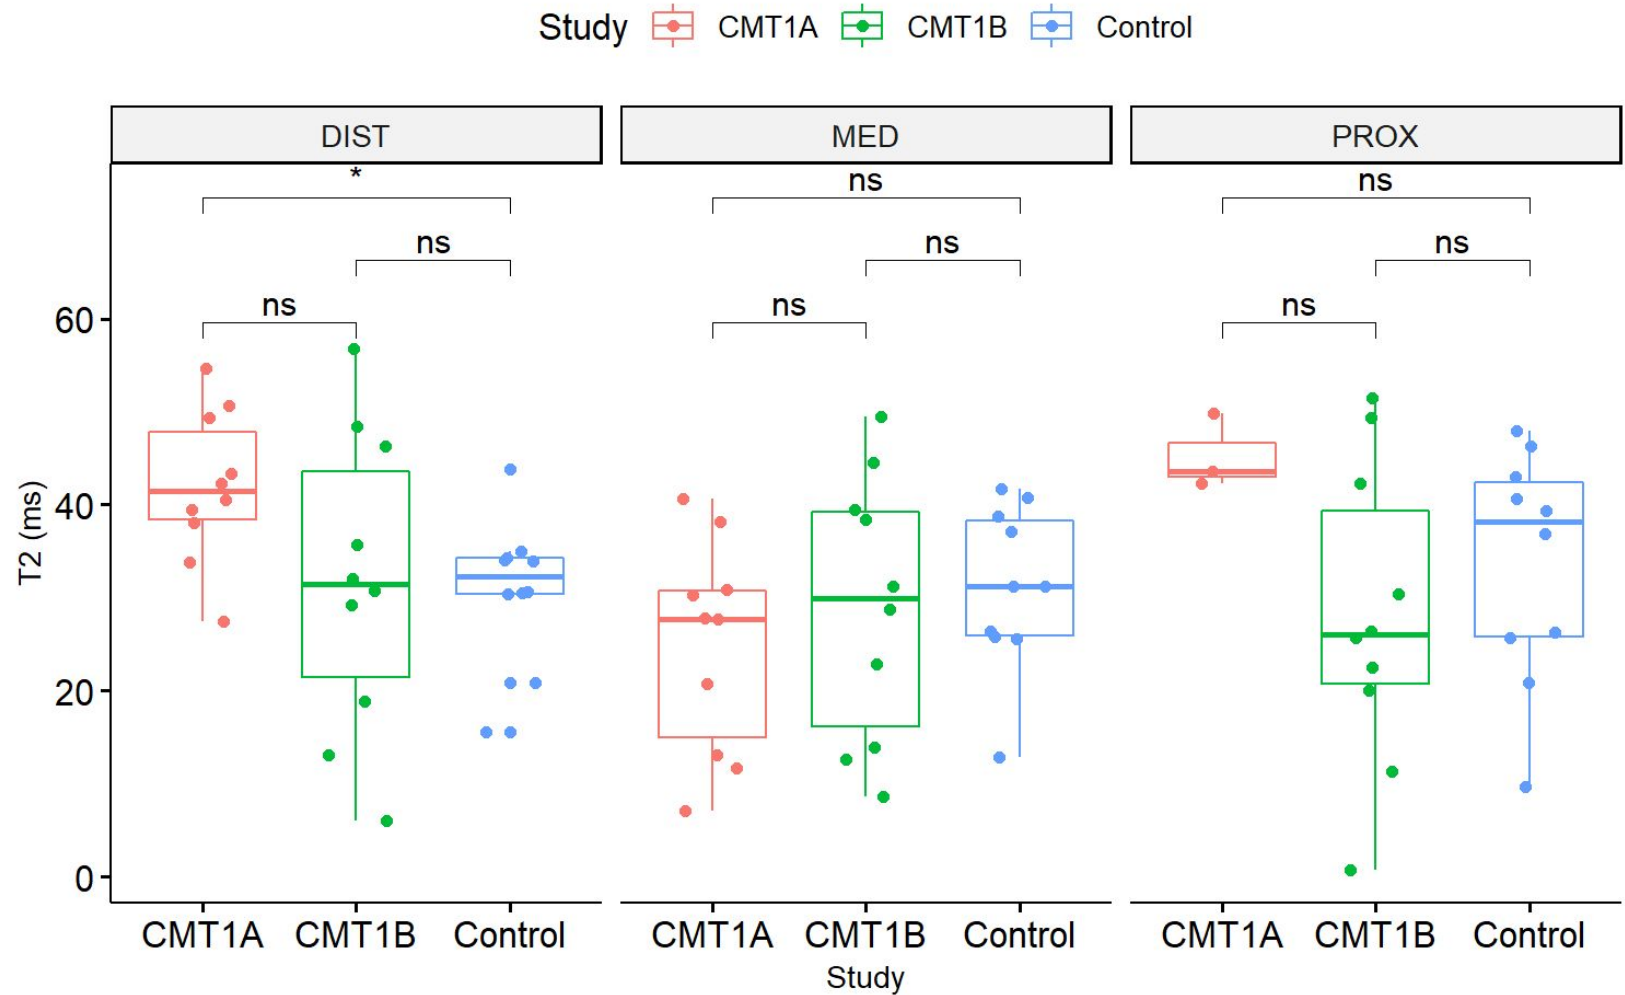 Study CMT1A CMT1B Control
DIST MED PROX
* ns ns
ns ns ns
ns ns ns
60
40
20
0
T2 (ms)
CMT1A CMT1B Control CMT1A CMT1B Control CMT1A CMT1B Control
Study